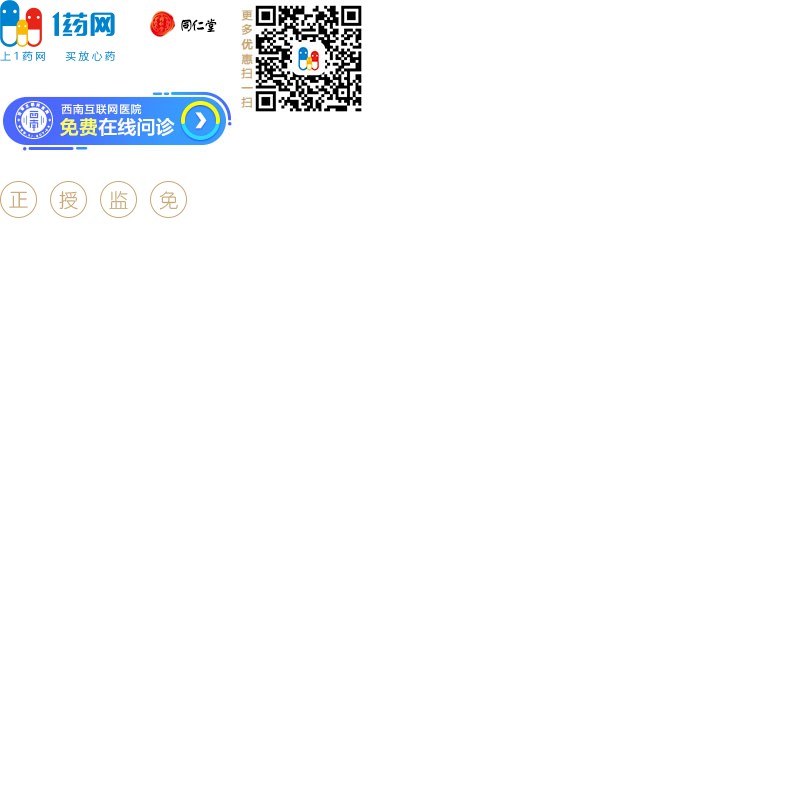 1药网
上1药网 买放心药
同仁堂
更多优惠扫一扫
西南互联网医院
免费在线问诊
正 授 监 免